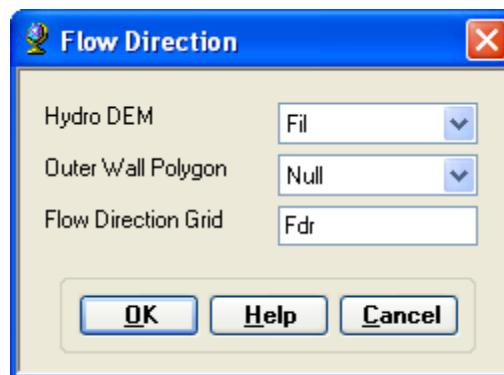 Flow Direction
Hydro DEM Fil
Outer Wall Polygon Null
Flow Direction Grid Fdr
OK Help Cancel